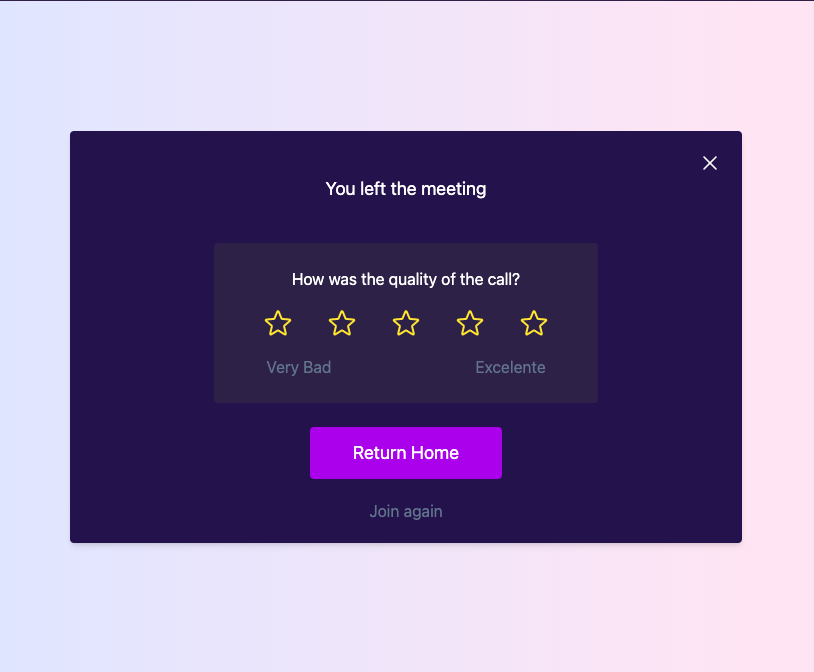 You left the meeting
How was the quality of the call?
Very Bad Excelente
Return Home
Join again